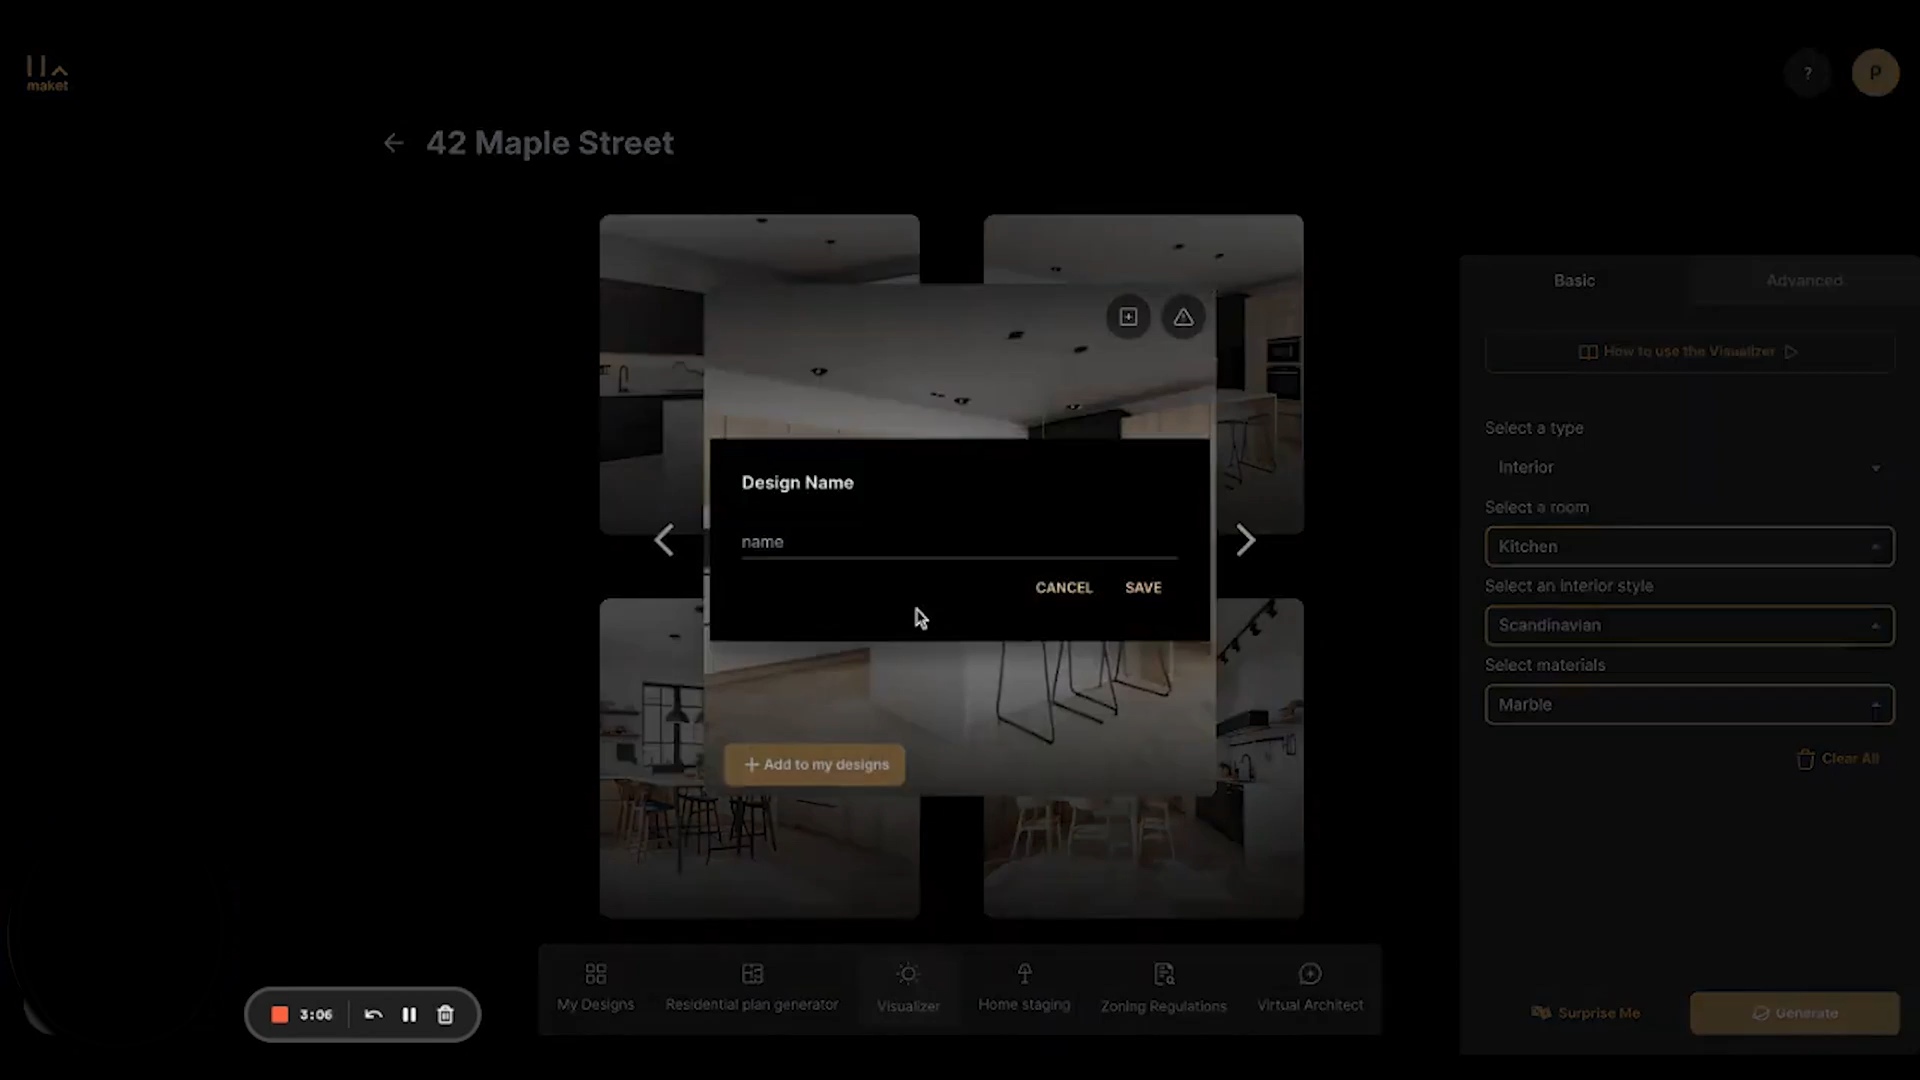 maket
?
P
42 Maple Street
Basic
Advanced
How to use the Visualizer
Select a type
Interior
Select a room
Kitchen
Select an interior style
Scandinavian
Select materials
Marble
Clear All
Design Name
name
CANCEL
SAVE
+ Add to my designs
My Designs
Residential plan generator
Visualizer
Home staging
Zoning Regulations
Virtual Architect
Surprise Me
Generate
3:06